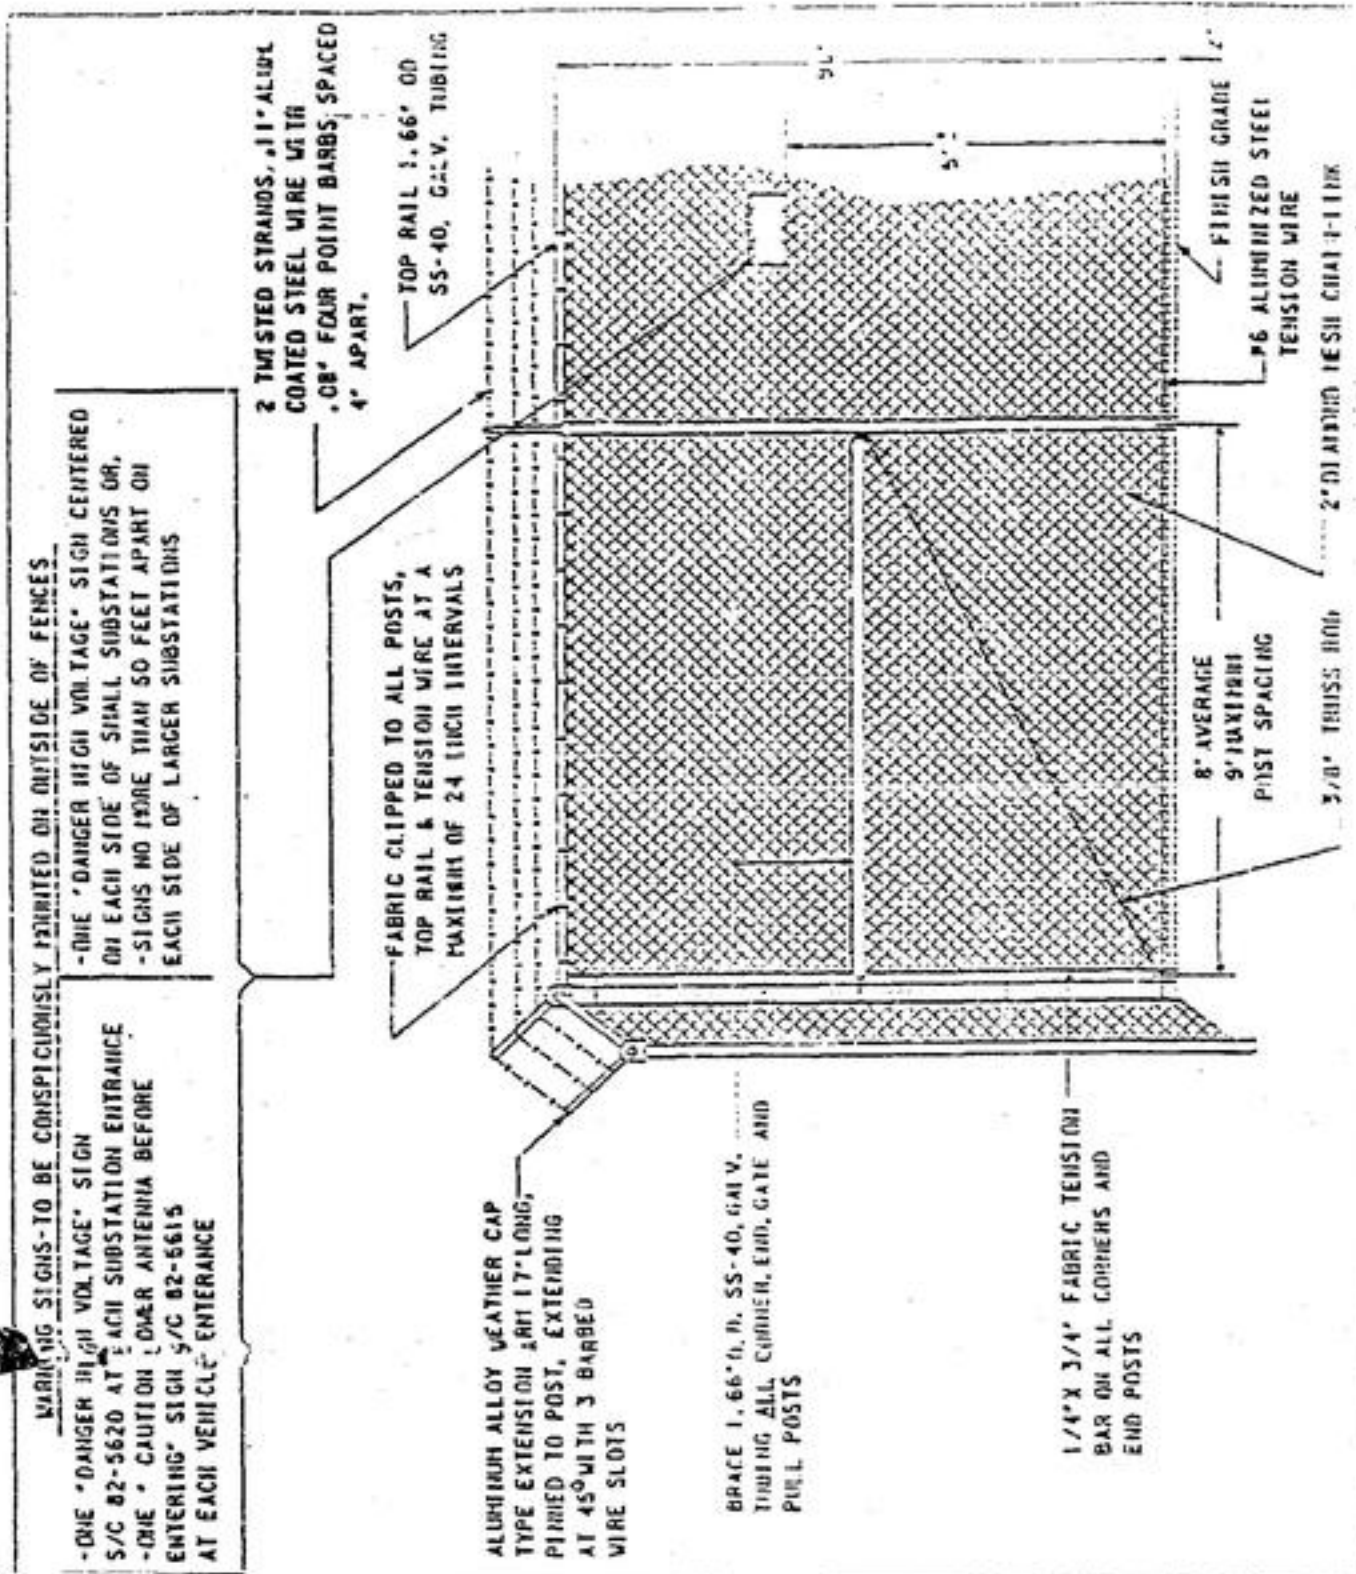 WARNING SIGNS-TO BE CONSPICIOUSLY MOUNTED ON OUTSIDE OF FENCES
-ONE "DANGER HIGH VOLTAGE" SIGN
S/C 82-5620 AT EACH SUBSTATION ENTRANCE
-ONE "CAUTION LOWER ANTENNA BEFORE
ENTERING" SIGN S/C 82-5615
AT EACH VEHICLE ENTERANCE
-ONE "DANGER HIGH VOLTAGE" SIGN CENTERED
ON EACH SIDE OF SMALL SUBSTATIONS OR,
-SIGNS NO MORE THAN 50 FEET APART ON
EACH SIDE OF LARGER SUBSTATIONS
2 TWISTED STRANDS, .11" ALUM.
COATED STEEL WIRE WITH
.08" FOUR POINT BARBS SPACED
4" APART.
TOP RAIL 1.66" OD
SS-40, GALV. TUBING
FABRIC CLIPPED TO ALL POSTS,
TOP RAIL & TENSION WIRE AT A
MAXIMUM OF 24 INCH INTERVALS
ALUMINUM ALLOY WEATHER CAP
TYPE EXTENSION ARM 17" LONG,
PINNED TO POST, EXTENDING
AT 45° WITH 3 BARBED
WIRE SLOTS
BRACE 1.66" O.D. SS-40, GALV.
TUBING ALL CORNER, END, GATE AND
PULL POSTS
1/4" X 3/4" FABRIC TENSION
BAR ON ALL CORNERS AND
END POSTS
8' AVERAGE
9' MAXIMUM
POST SPACING
3/8" TRUSS ROD
2" DIAMOND MESH CHAIN-LINK
#6 ALUMINIZED STEEL
TENSION WIRE
FINISH GRADE
2"